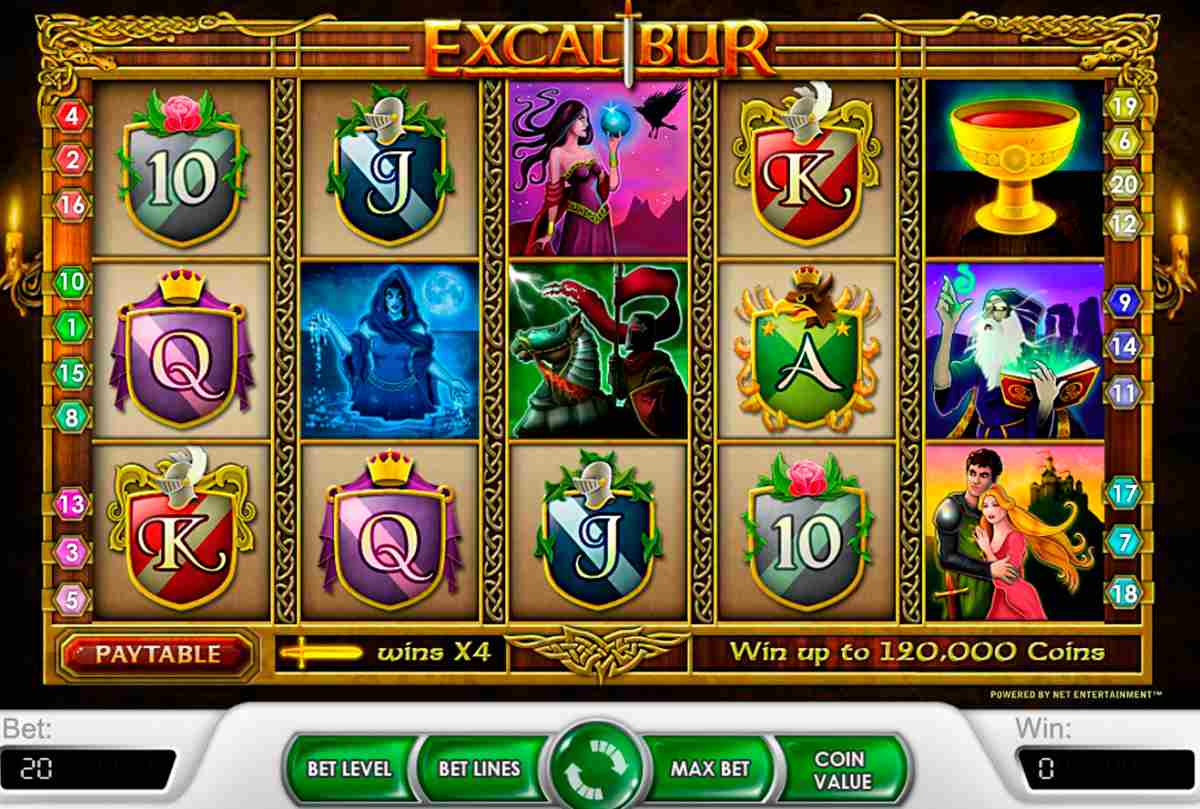 EXCALIBUR
4
2
16
10
1
15
8
13
3
5
10
J
K
Q
A
K
Q
J
10
19
6
20
12
9
14
11
17
7
18
PAYTABLE
wins X4
Win up to 120,000 Coins
POWERED BY NET ENTERTAINMENT™
Bet:
20
BET LEVEL
BET LINES
MAX BET
COIN
VALUE
Win:
0